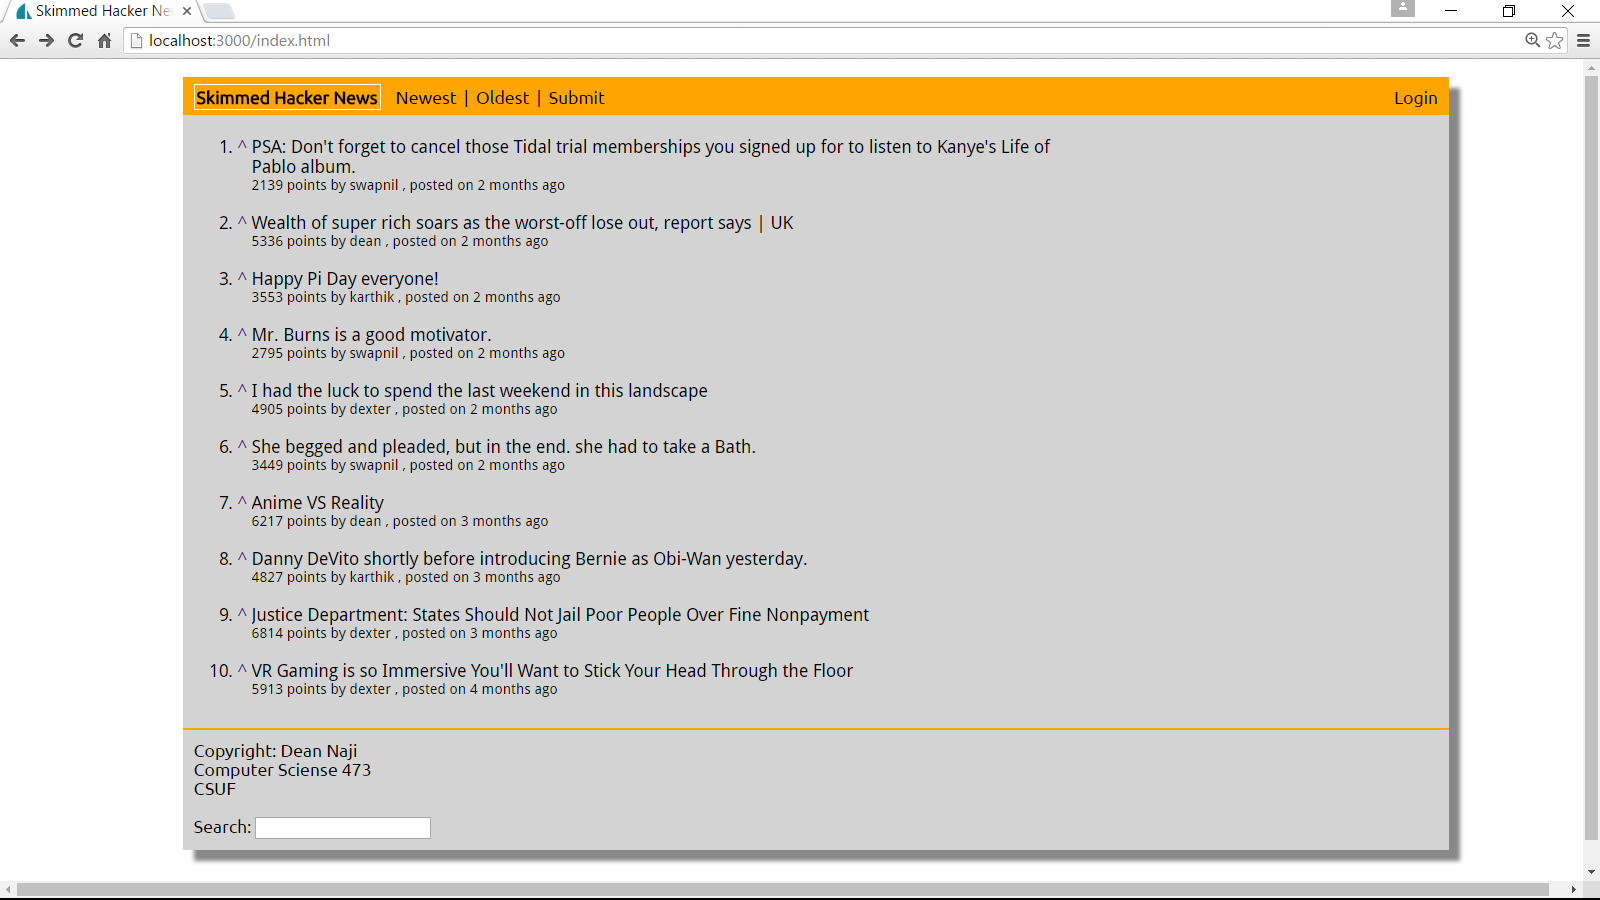 Skimmed Hacker Ne
localhost:3000/index.html
Skimmed Hacker News Newest | Oldest | Submit Login
1. ^ PSA: Don't forget to cancel those Tidal trial memberships you signed up for to listen to Kanye's Life of
Pablo album.
2139 points by swapnil , posted on 2 months ago
2. ^ Wealth of super rich soars as the worst-off lose out, report says | UK
5336 points by dean , posted on 2 months ago
3. ^ Happy Pi Day everyone!
3553 points by karthik , posted on 2 months ago
4. ^ Mr. Burns is a good motivator.
2795 points by swapnil , posted on 2 months ago
5. ^ I had the luck to spend the last weekend in this landscape
4905 points by dexter , posted on 2 months ago
6. ^ She begged and pleaded, but in the end. she had to take a Bath.
3449 points by swapnil , posted on 2 months ago
7. ^ Anime VS Reality
6217 points by dean , posted on 3 months ago
8. ^ Danny DeVito shortly before introducing Bernie as Obi-Wan yesterday.
4827 points by karthik , posted on 3 months ago
9. ^ Justice Department: States Should Not Jail Poor People Over Fine Nonpayment
6814 points by dexter , posted on 3 months ago
10. ^ VR Gaming is so Immersive You'll Want to Stick Your Head Through the Floor
5913 points by dexter , posted on 4 months ago
Copyright: Dean Naji
Computer Sciense 473
CSUF
Search: